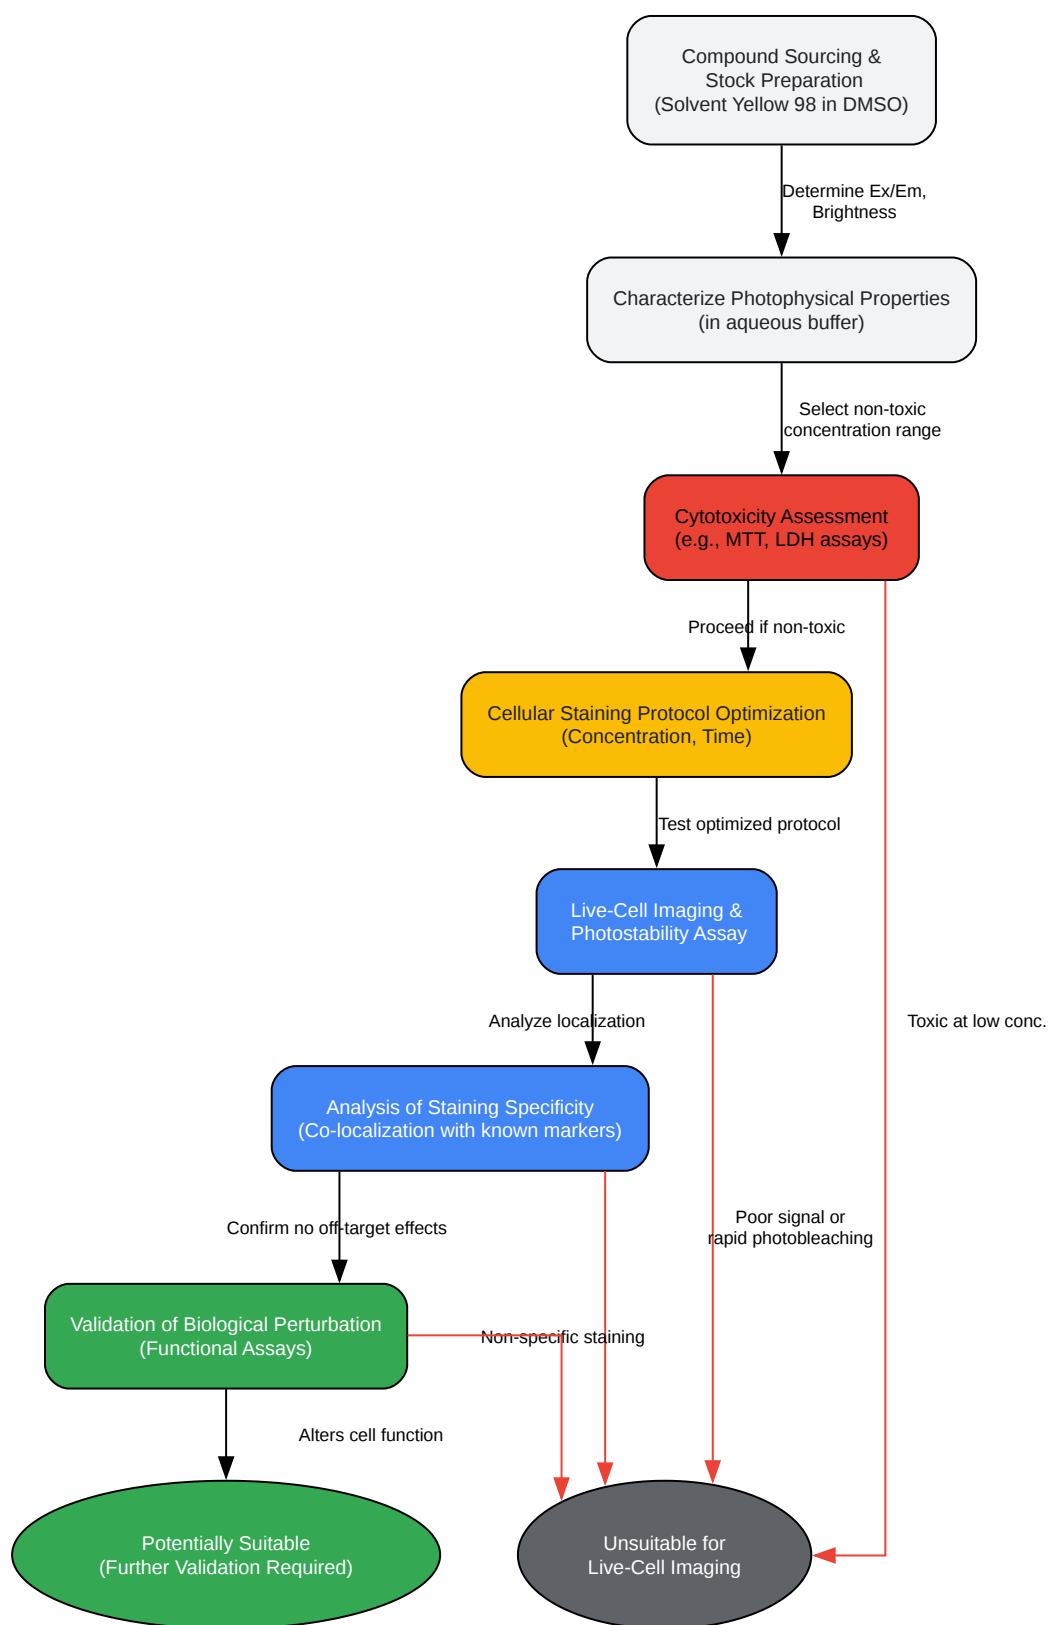 Compound Sourcing &
Stock Preparation
(Solvent Yellow 98 in DMSO)
Determine Ex/Em,
Brightness
Characterize Photophysical Properties
(in aqueous buffer)
Select non-toxic
concentration range
Cytotoxicity Assessment
(e.g., MTT, LDH assays)
Proceed if non-toxic
Cellular Staining Protocol Optimization
(Concentration, Time)
Test optimized protocol
Live-Cell Imaging &
Photostability Assay
Analyze localization
Toxic at low conc.
Analysis of Staining Specificity
(Co-localization with known markers)
Confirm no off-target effects
Poor signal or
rapid photobleaching
Validation of Biological Perturbation
(Functional Assays)
Non-specific staining
Alters cell function
Potentially Suitable
(Further Validation Required)
Unsuitable for
Live-Cell Imaging